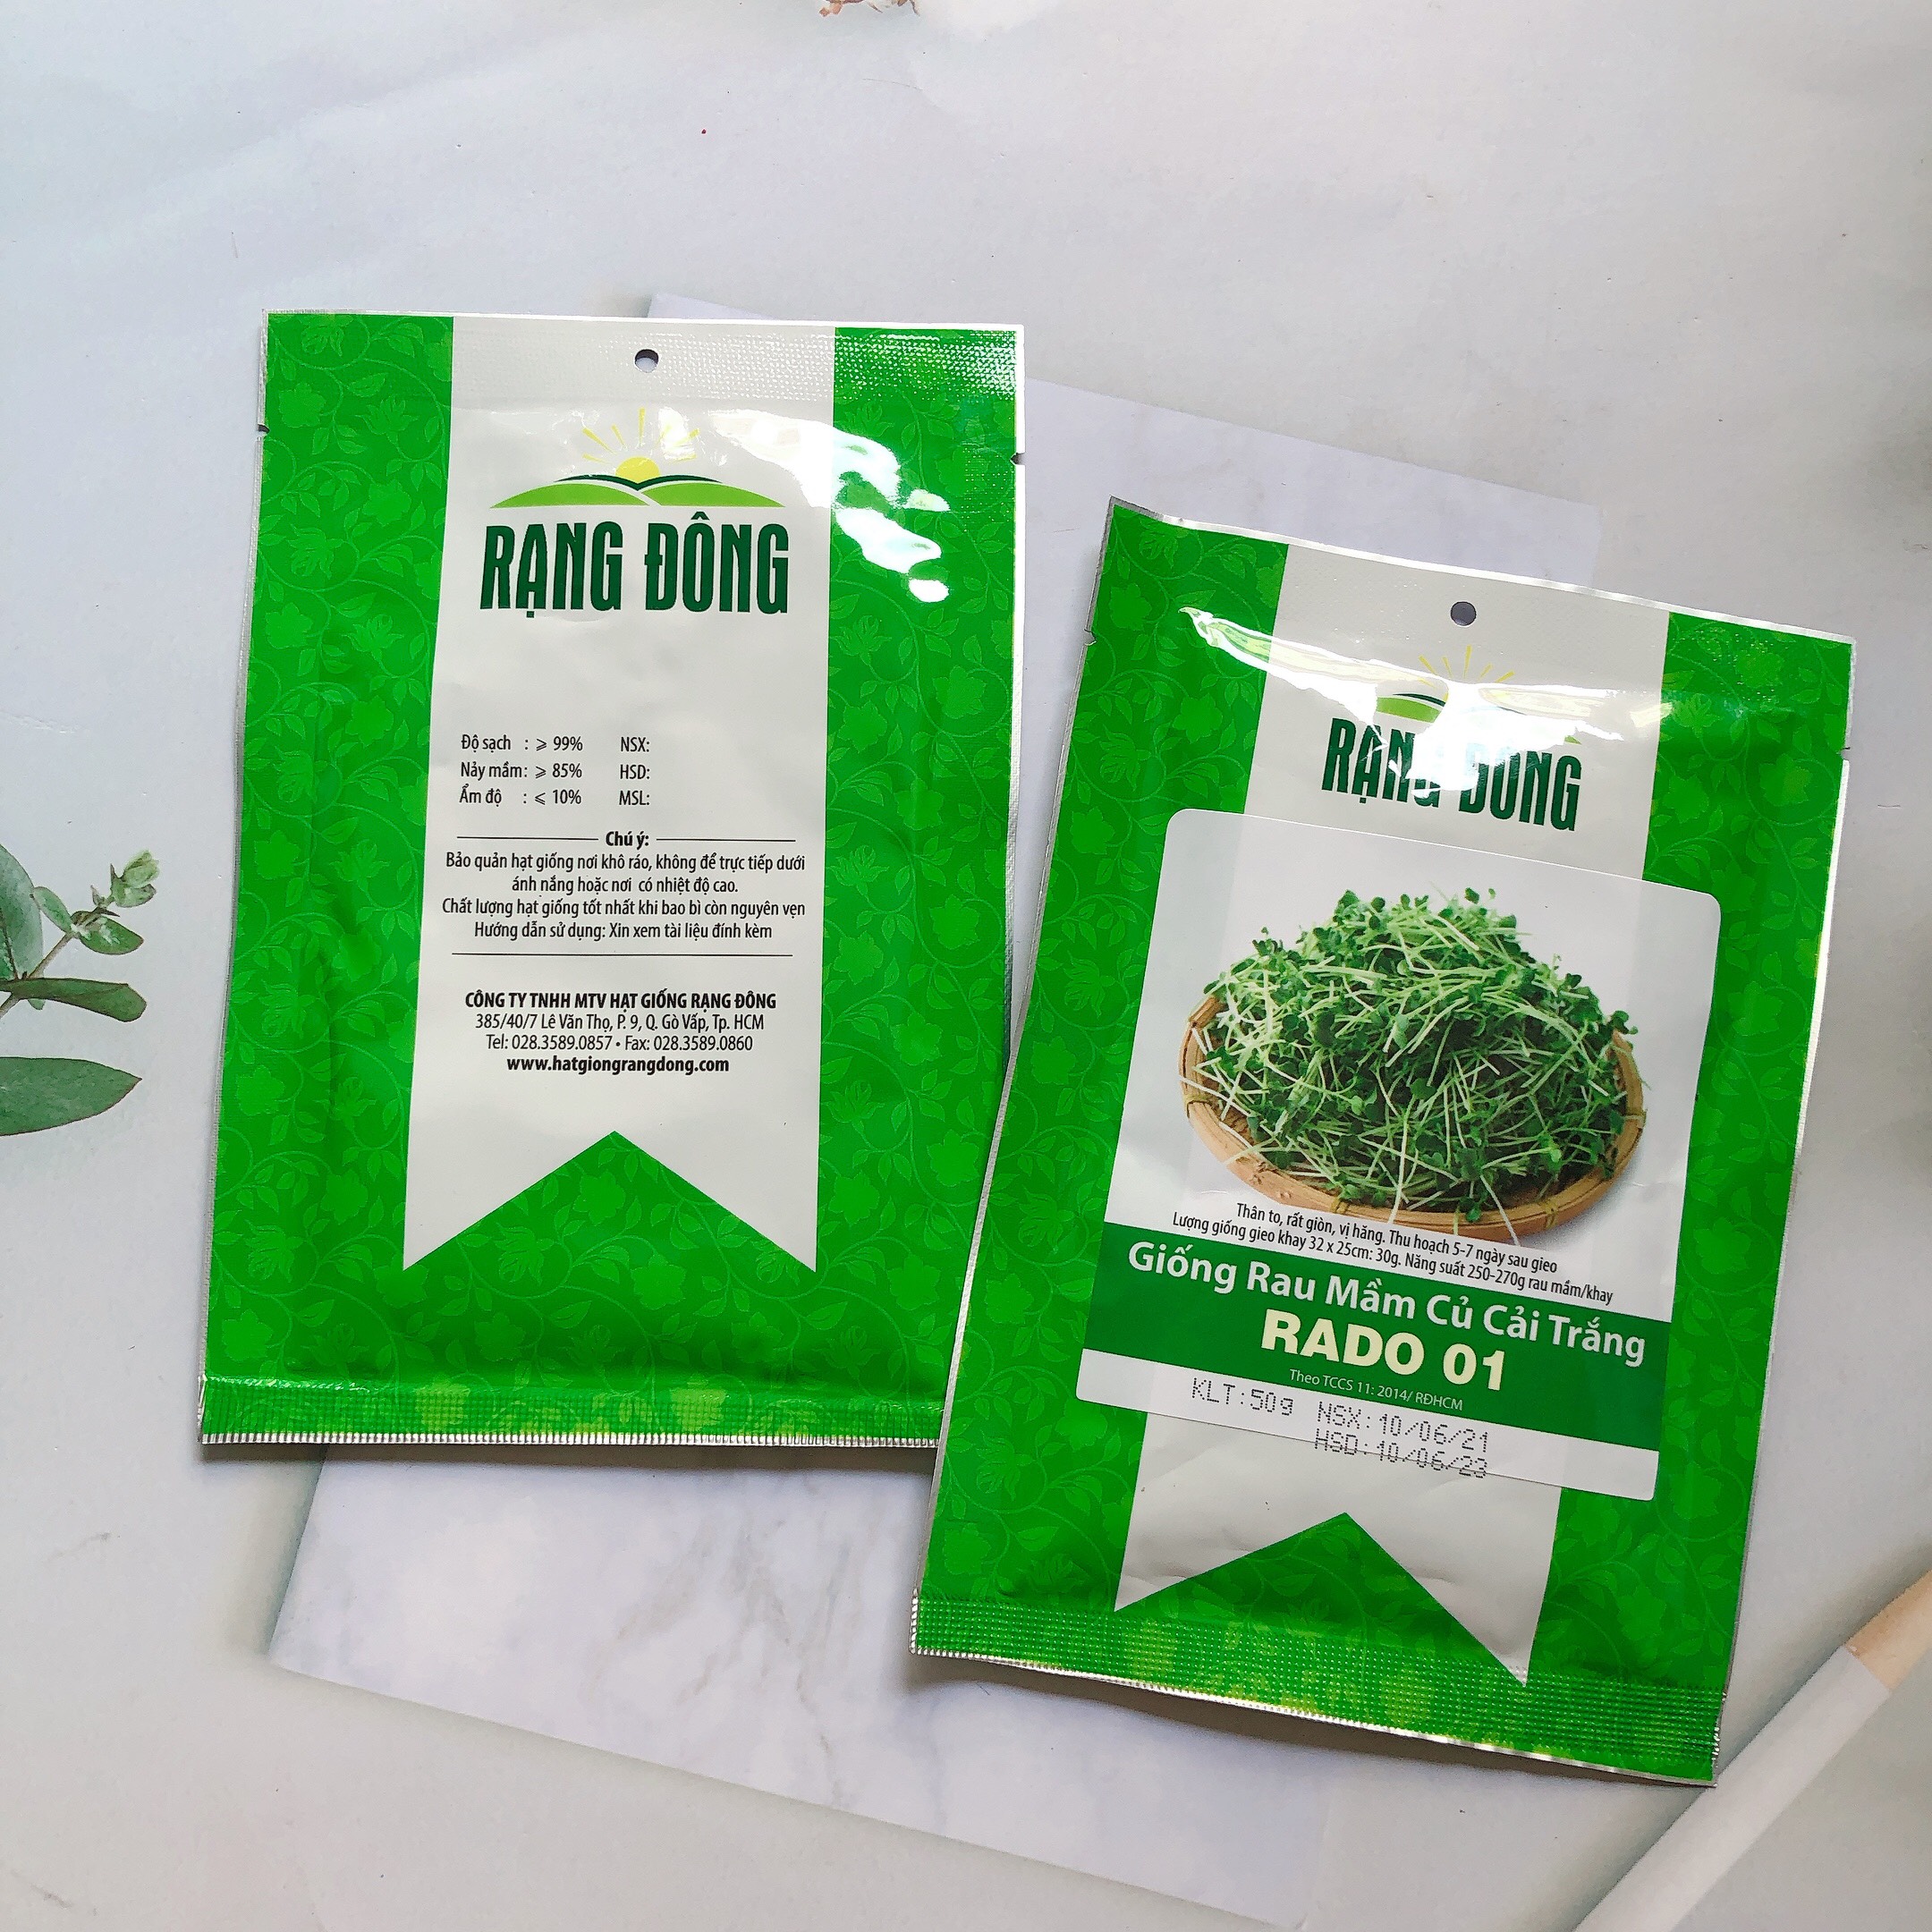 RẠNG ĐÔNG
Độ sạch : ⩾ 99% NSX:
Nảy mầm: ⩾ 85% HSD:
Ẩm độ : ⩽ 10% MSL:
Chú ý:
Bảo quản hạt giống nơi khô ráo, không để trực tiếp dưới
ánh nắng hoặc nơi có nhiệt độ cao.
Chất lượng hạt giống tốt nhất khi bao bì còn nguyên vẹn
Hướng dẫn sử dụng: Xin xem tài liệu đính kèm
CÔNG TY TNHH MTV HẠT GIỐNG RẠNG ĐÔNG
385/40/7 Lê Văn Thọ, P. 9, Q. Gò Vấp, Tp. HCM
Tel: 028.3589.0857 • Fax: 028.3589.0860
www.hatgiongrangdong.com
RẠNG ĐÔNG
Thân to, rất giòn, vị hăng. Thu hoạch 5-7 ngày sau gieo
Lượng giống gieo khay 32 x 25cm: 30g. Năng suất 250-270g rau mầm/khay
Giống Rau Mầm Củ Cải Trắng
RADO 01
Theo TCCS 11: 2014/ RĐHCM
KLT:50g NSX:10/06/21
HSD:10/06/23